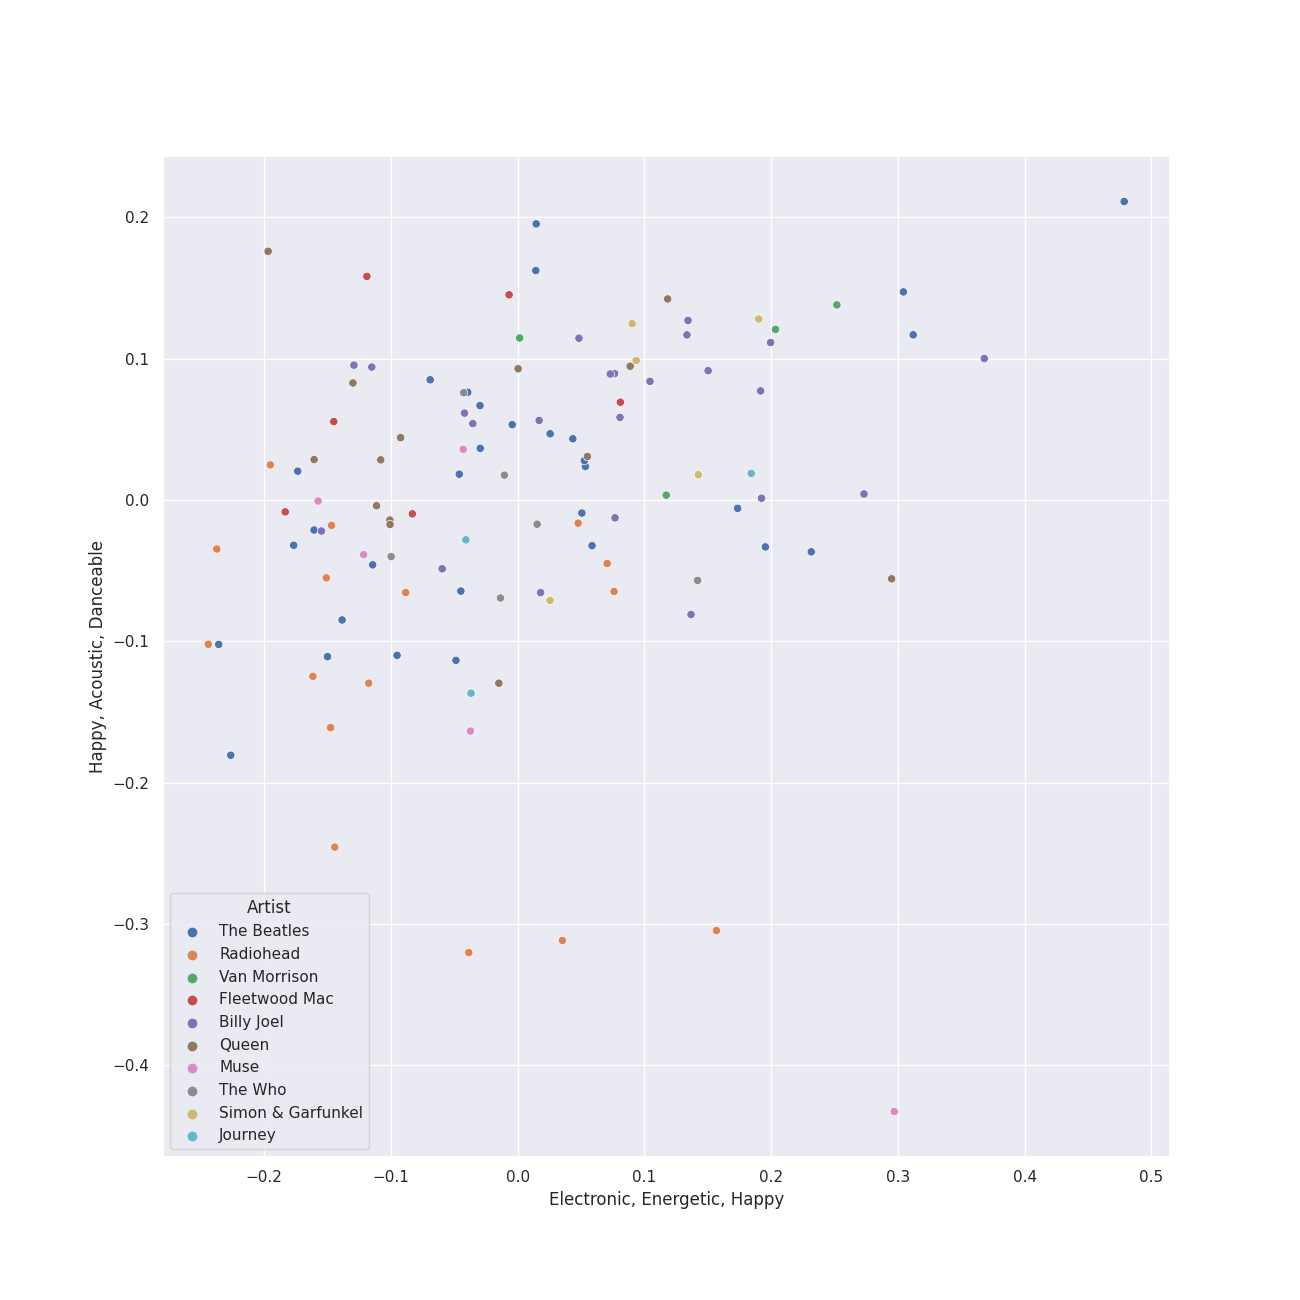 0.2
0.1
0.0
−0.1
−0.2
−0.3
−0.4
Happy, Acoustic, Danceable
Artist
The Beatles
Radiohead
Van Morrison
Fleetwood Mac
Billy Joel
Queen
Muse
The Who
Simon & Garfunkel
Journey
−0.2 −0.1 0.0 0.1 0.2 0.3 0.4 0.5
Electronic, Energetic, Happy